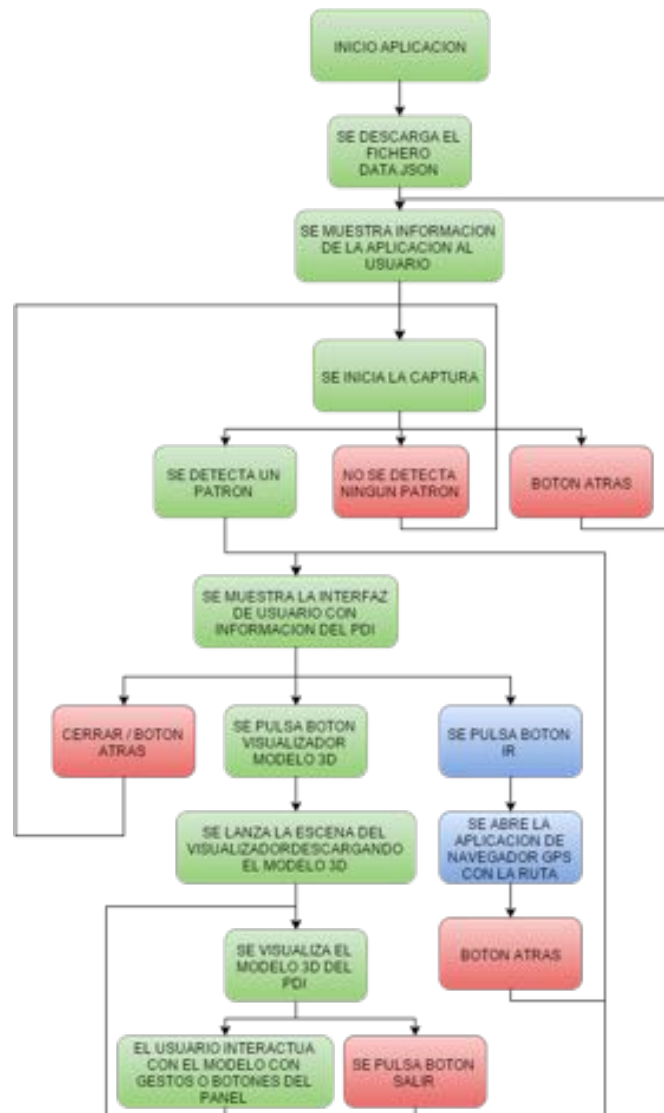 INICIO APLICACION
SE DESCARGA EL
FICHERO
DATA.JSON
SE MUESTRA INFORMACION
DE LA APLICACION AL
USUARIO
SE INICIA LA CAPTURA
SE DETECTA UN
PATRON
NO SE DETECTA
NINGUN PATRON
BOTON ATRAS
SE MUESTRA LA INTERFAZ
DE USUARIO CON
INFORMACION DEL PDI
CERRAR / BOTON
ATRAS
SE PULSA BOTON
VISUALIZADOR
MODELO 3D
SE PULSA BOTON
IR
SE LANZA LA ESCENA DEL
VISUALIZADORDESCARGANDO
EL MODELO 3D
SE ABRE LA
APLICACION DE
NAVEGADOR GPS
CON LA RUTA
SE VISUALIZA EL
MODELO 3D DEL
PDI
BOTON ATRAS
EL USUARIO INTERACTUA
CON EL MODELO CON
GESTOS O BOTONES DEL
PANEL
SE PULSA BOTON
SALIR